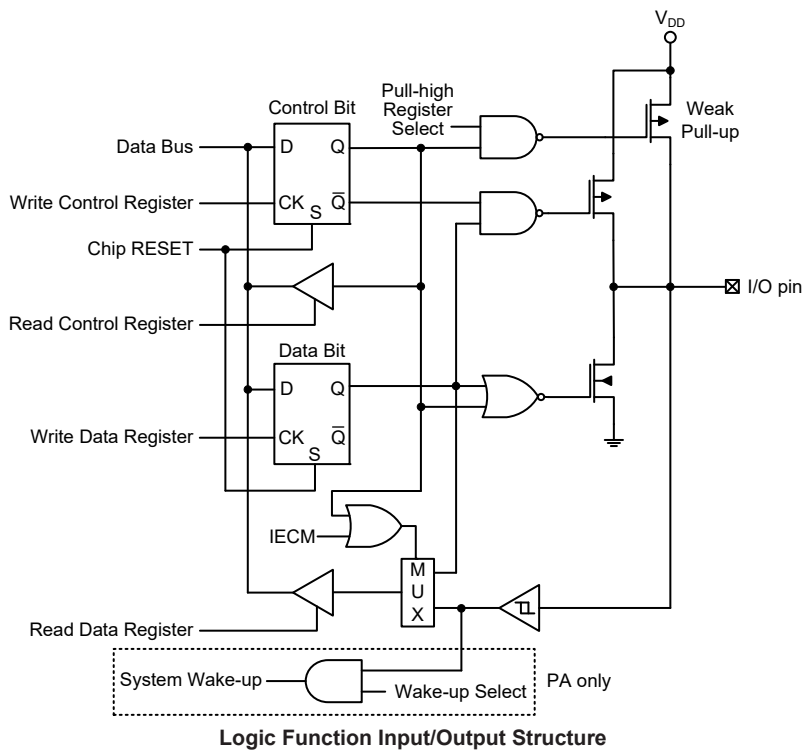 V_DD
Pull-high
Register
Select
Weak
Pull-up
Control Bit
Data Bus
D
Q
Write Control Register
CK
S
Q̅
Chip RESET
I/O pin
Read Control Register
Data Bit
D
Q
Write Data Register
CK
S
Q̅
IECM
M
U
X
Read Data Register
System Wake-up
Wake-up Select
PA only
Logic Function Input/Output Structure